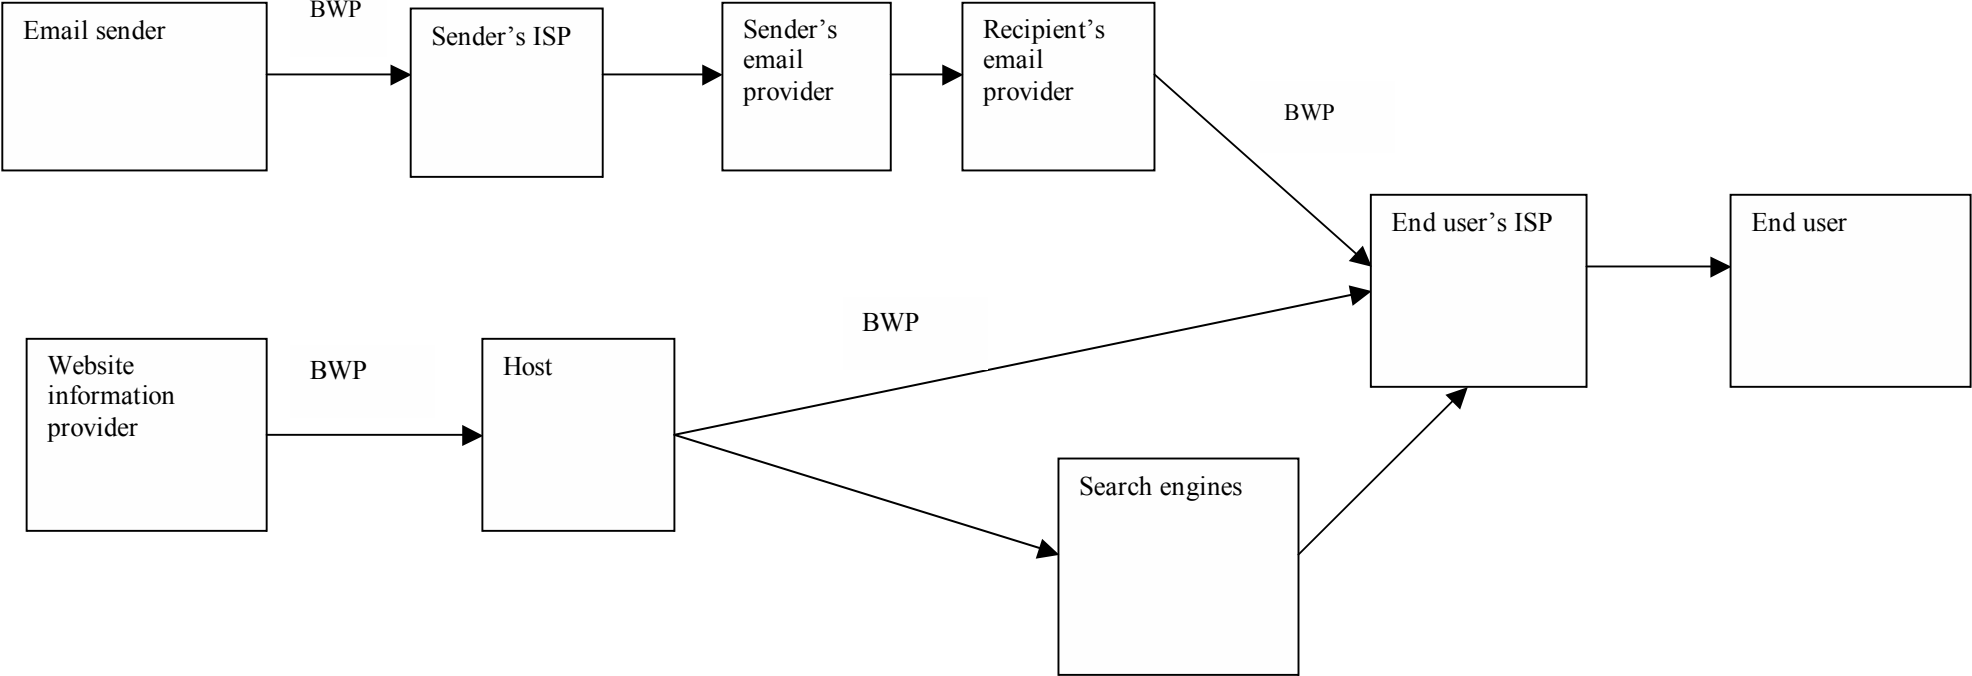 BWP
Email sender
Sender’s ISP
Sender’s
email
provider
Recipient’s
email
provider
BWP
End user’s ISP
End user
BWP
Website
information
provider
BWP
Host
Search engines